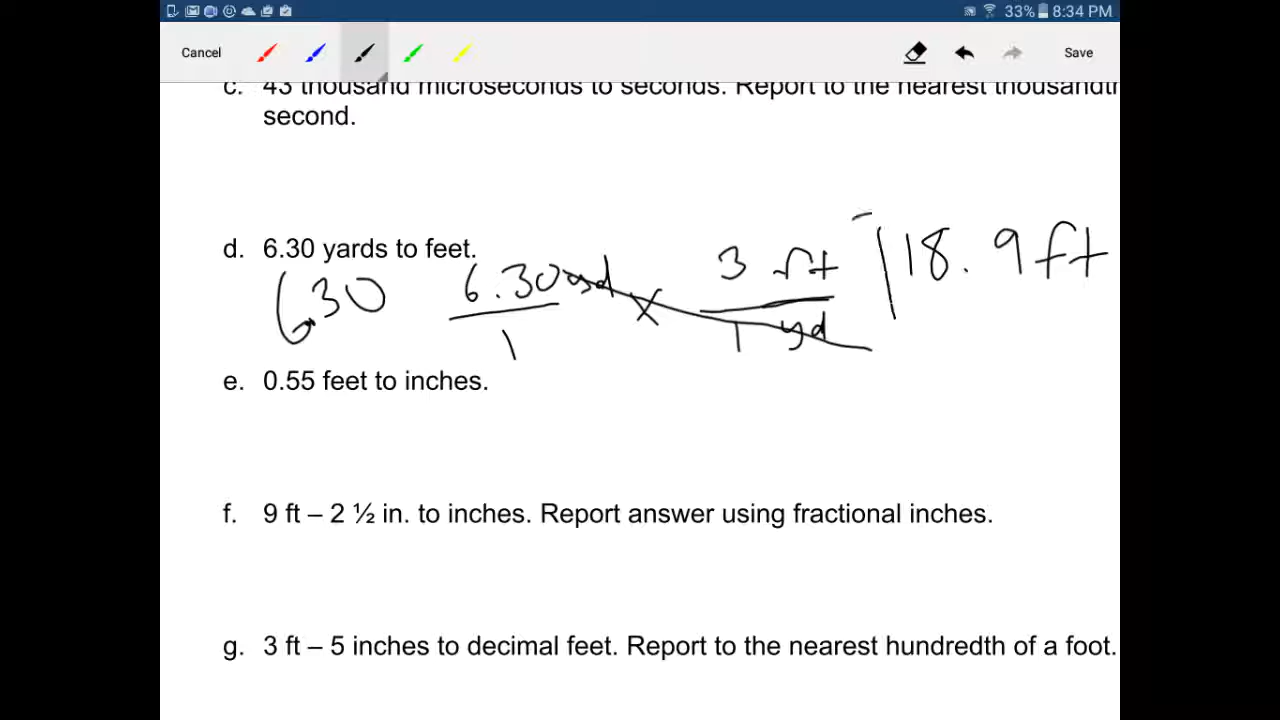 33% 8:34 PM
Cancel Save
c. 43 thousand microseconds to seconds. Report to the nearest thousandth
second.
d. 6.30 yards to feet.
6.30 6.30 yd X 3 ft 18.9 ft
1 1 yd
e. 0.55 feet to inches.
f. 9 ft – 2 ½ in. to inches. Report answer using fractional inches.
g. 3 ft – 5 inches to decimal feet. Report to the nearest hundredth of a foot.